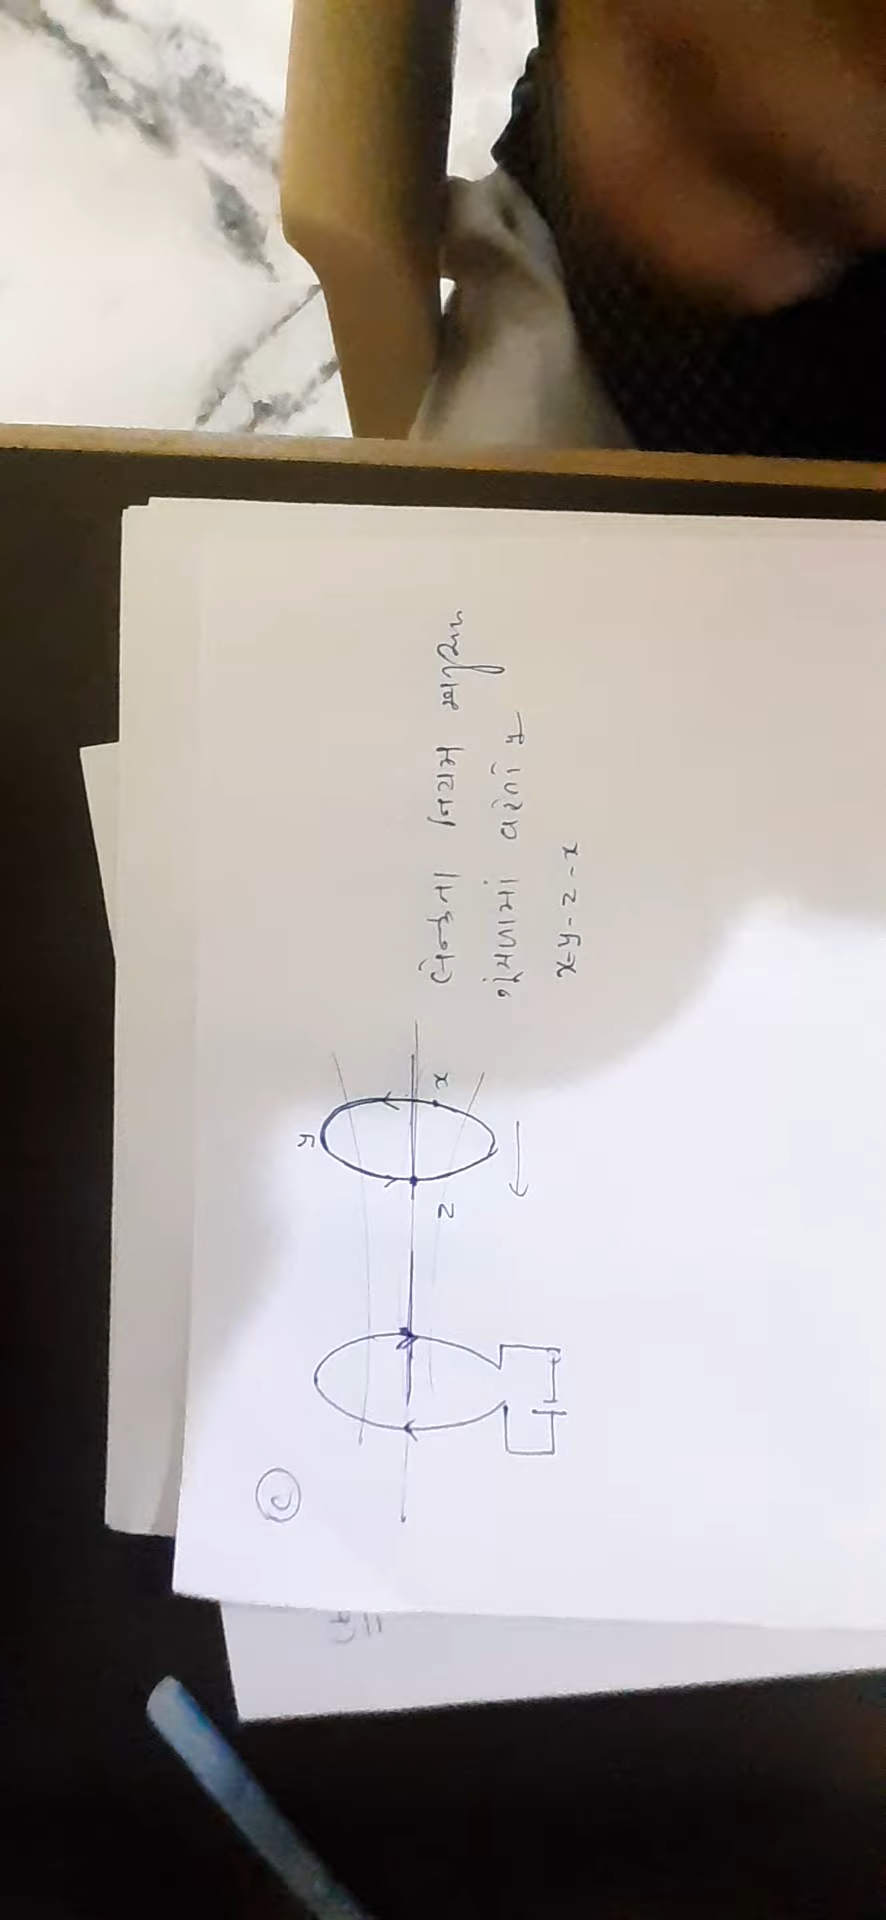 (c)
y
x
z
લેન્ઝના નિયમ અનુસાર
ગૂંચળામાં વહેતો
x-y-z-x